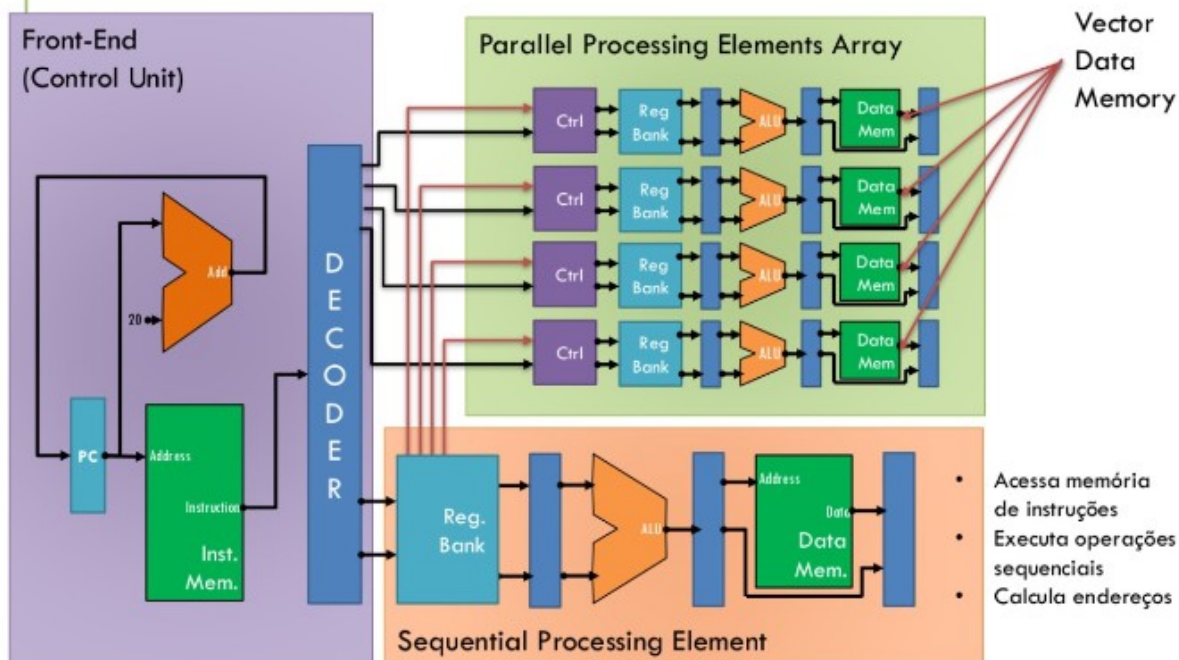 Front-End
(Control Unit)
Add
20
PC
Address
Instruction
Inst.
Mem.
DECODER
Parallel Processing Elements Array
Ctrl
Reg
Bank
ALU
Data
Mem
Ctrl
Reg
Bank
ALU
Data
Mem
Ctrl
Reg
Bank
ALU
Data
Mem
Ctrl
Reg
Bank
ALU
Data
Mem
Vector
Data
Memory
Reg.
Bank
ALU
Address
Data
Data
Mem.
Sequential Processing Element
• Acessa memória
de instruções
• Executa operações
sequenciais
• Calcula endereços